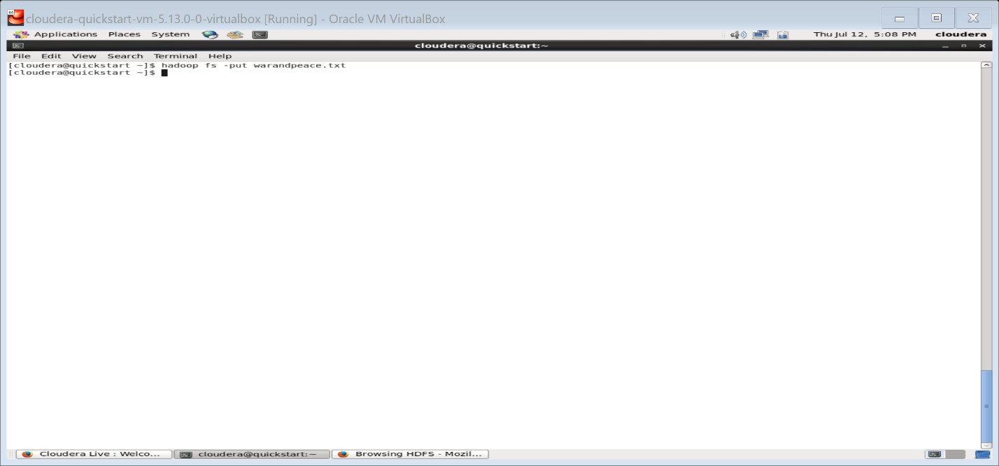 64
cloudera-quickstart-vm-5.13.0-0-virtualbox [Running] - Oracle VM VirtualBox
Applications Places System Thu Jul 12, 5:08 PM cloudera
cloudera@quickstart:~
File Edit View Search Terminal Help
[cloudera@quickstart ~]$ hadoop fs -put warandpeace.txt
[cloudera@quickstart ~]$
Cloudera Live : Welco... cloudera@quickstart:~ Browsing HDFS - Mozil...